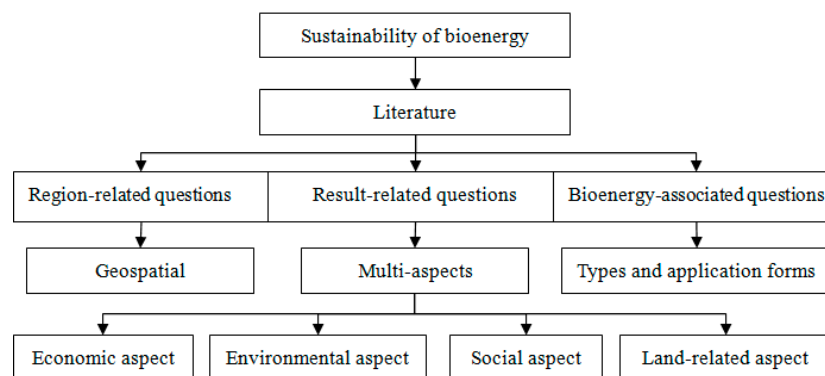 Sustainability of bioenergy
Literature
Region-related questions
Result-related questions
Bioenergy-associated questions
Geospatial
Multi-aspects
Types and application forms
Economic aspect
Environmental aspect
Social aspect
Land-related aspect